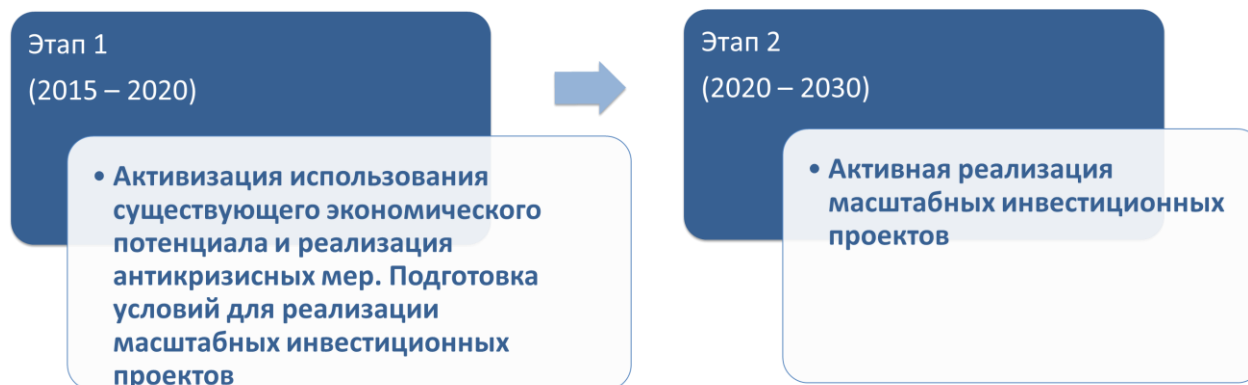 Этап 1
(2015 – 2020)
• Активизация использования
существующего экономического
потенциала и реализация
антикризисных мер. Подготовка
условий для реализации
масштабных инвестиционных
проектов
Этап 2
(2020 – 2030)
• Активная реализация
масштабных инвестиционных
проектов